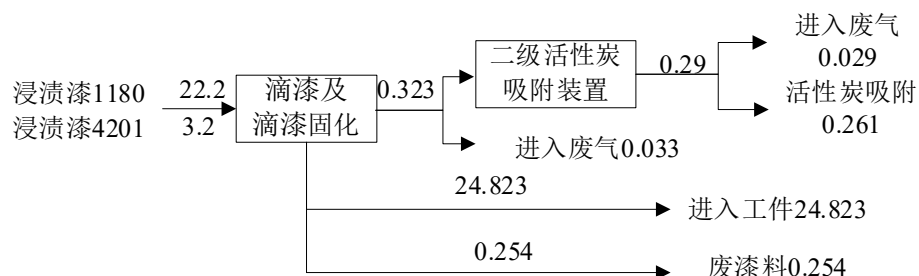 浸渍漆1180
浸渍漆4201
22.2
3.2
滴漆及
滴漆固化
0.323
二级活性炭
吸附装置
0.29
进入废气
0.029
活性炭吸附
0.261
进入废气0.033
24.823
进入工件24.823
0.254
废漆料0.254